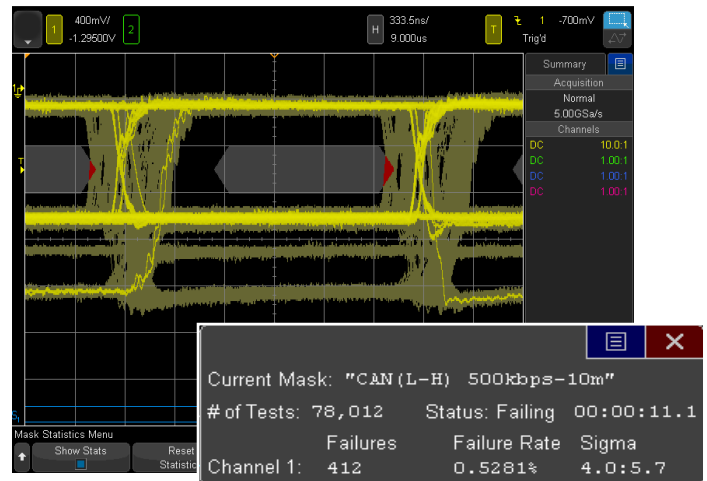 1 400mV/ 2 H 333.5ns/ T 1 -700mV
-1.29500V 9.000us Trig'd
Summary
Acquisition
Normal
5.00GSa/s
Channels
DC 10.0:1
DC 1.00:1
DC 1.00:1
DC 1.00:1
T
Mask Statistics Menu
Show Stats
Reset
Statistic
Current Mask: "CAN(L-H) 500kbps-10m"
# of Tests: 78,012 Status: Failing 00:00:11.1
Failures Failure Rate Sigma
Channel 1: 412 0.5281% 4.0:5.7